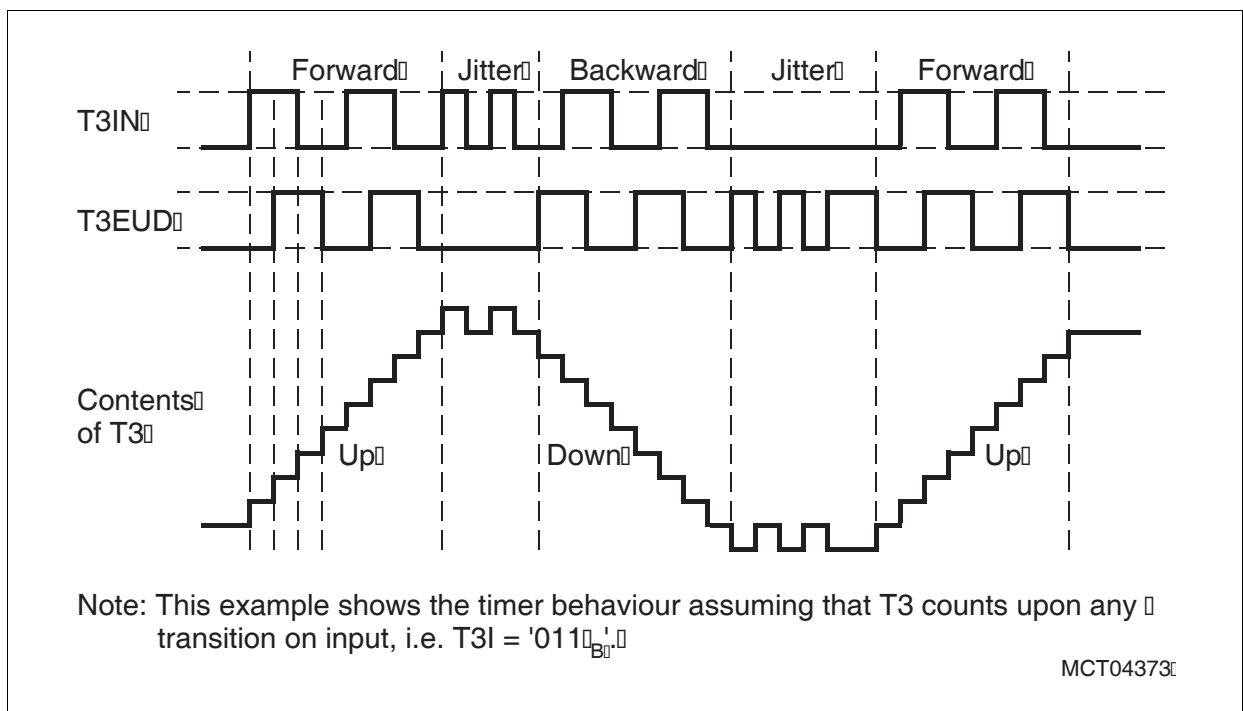 Forward Jitter Backward Jitter Forward
T3IN
T3EUD
Contents
of T3
Up Down Up
Note: This example shows the timer behaviour assuming that T3 counts upon any
transition on input, i.e. T3I = '011B'.
MCT04373